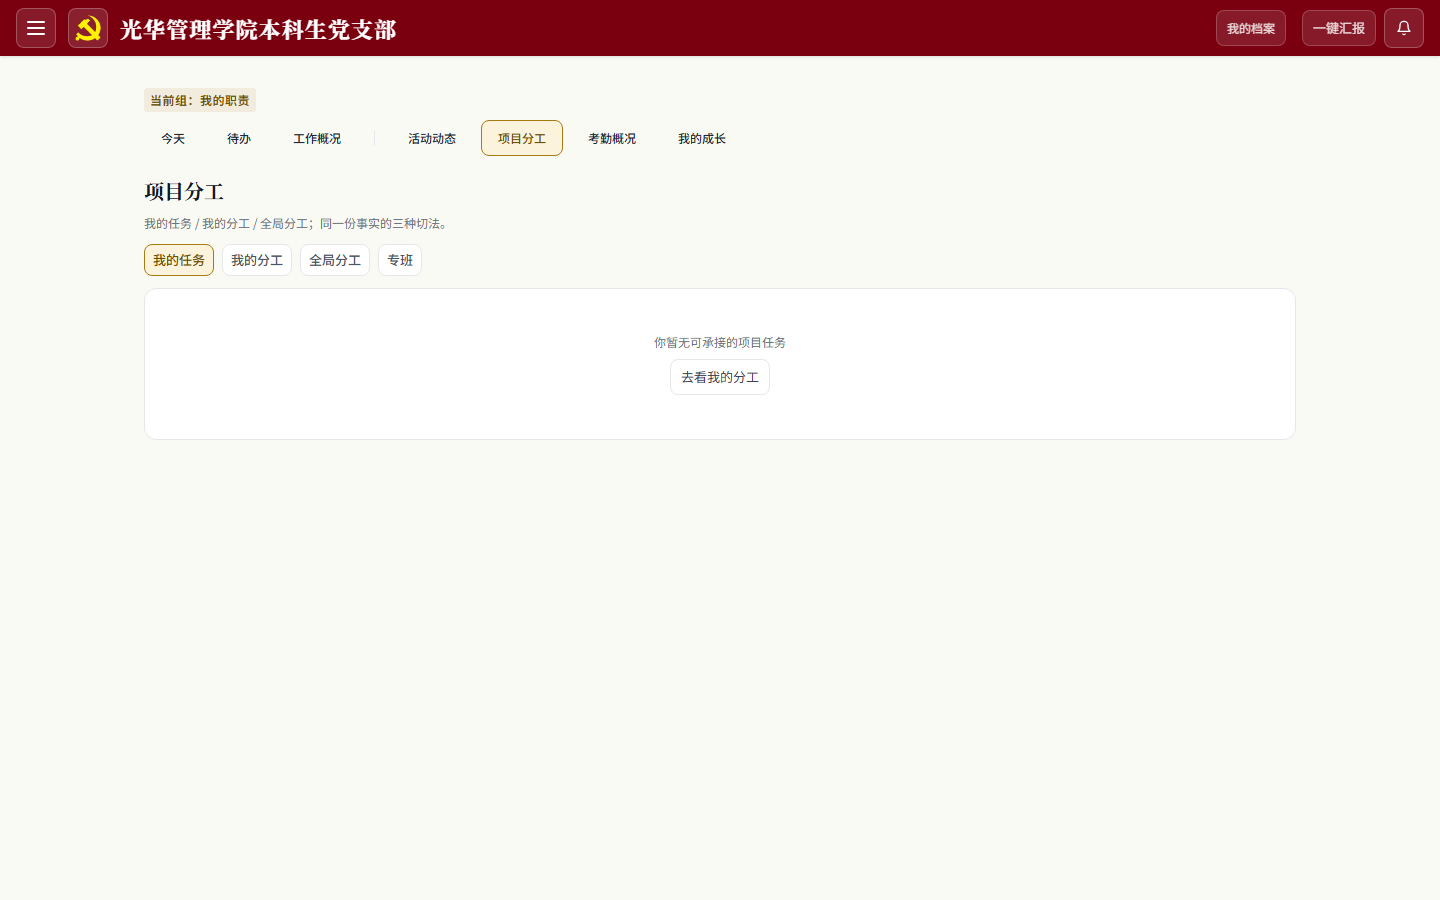 光华管理学院本科生党支部
我的档案
一键汇报
当前组：我的职责
今天
待办
工作概况
活动动态
项目分工
考勤概况
我的成长
项目分工
我的任务 / 我的分工 / 全局分工；同一份事实的三种切法。
我的任务
我的分工
全局分工
专班
你暂无可承接的项目任务
去看我的分工